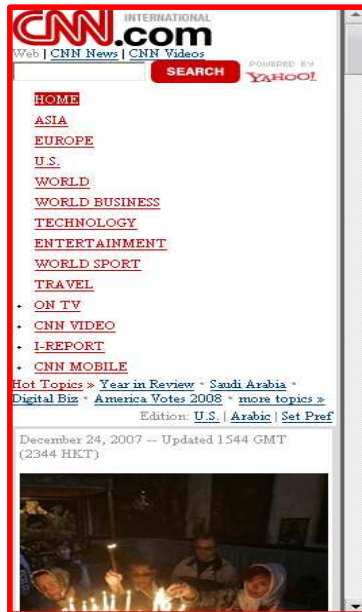 INTERNATIONAL
CNN.com
Web | CNN News | CNN Videos
SEARCH POWERED BY YAHOO!
HOME
ASIA
EUROPE
U.S.
WORLD
WORLD BUSINESS
TECHNOLOGY
ENTERTAINMENT
WORLD SPORT
TRAVEL
• ON TV
• CNN VIDEO
• I-REPORT
• CNN MOBILE
Hot Topics » Year in Review • Saudi Arabia •
Digital Biz • America Votes 2008 • more topics »
Edition: U.S. | Arabic | Set Pref
December 24, 2007 -- Updated 1544 GMT
(2344 HKT)